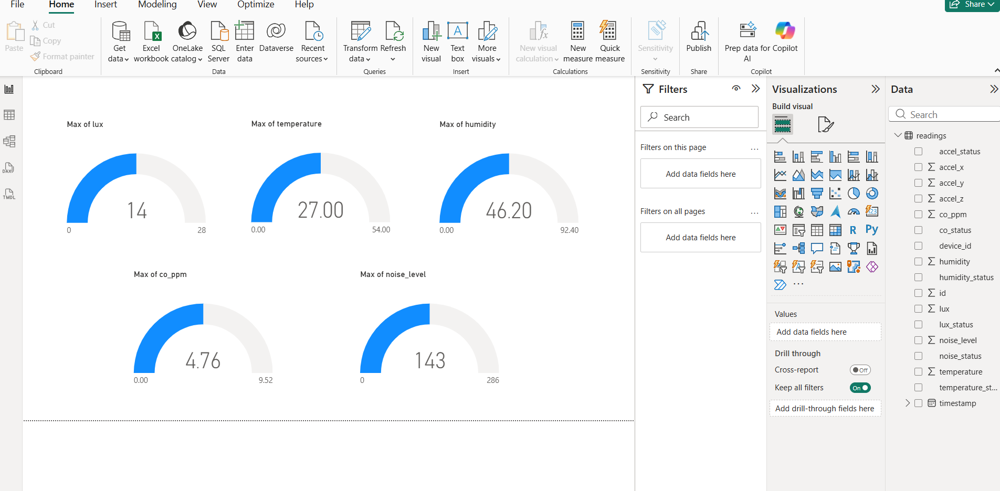 File Home Insert Modeling View Optimize Help Share
Paste
Cut
Copy
Format painter
Clipboard
Get data
Excel workbook
OneLake catalog
SQL Server
Enter data
Dataverse
Recent sources
Data
Transform data
Refresh
Queries
New visual
Text box
More visuals
Insert
New visual calculation
New measure
Quick measure
Calculations
Sensitivity
Sensitivity
Publish
Share
Prep data for AI
Copilot
Copilot
DAX
TMDL
Max of lux
14
0 28
Max of temperature
27.00
0.00 54.00
Max of humidity
46.20
0.00 92.40
Max of co_ppm
4.76
0.00 9.52
Max of noise_level
143
0 286
Filters
Search
Filters on this page ...
Add data fields here
Filters on all pages ...
Add data fields here
Visualizations
Build visual
123
R Py
...
Values
Add data fields here
Drill through
Cross-report Off
Keep all filters On
Add drill-through fields here
Data
Search
readings
accel_status
∑ accel_x
∑ accel_y
∑ accel_z
∑ co_ppm
co_status
device_id
∑ humidity
humidity_status
∑ id
∑ lux
lux_status
∑ noise_level
noise_status
∑ temperature
temperature_st...
timestamp